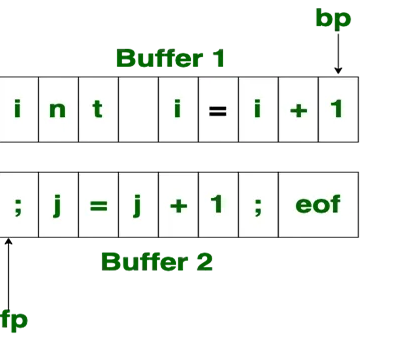 bp
Buffer 1
i n t i = i + 1
; j = j + 1 ; eof
Buffer 2
fp